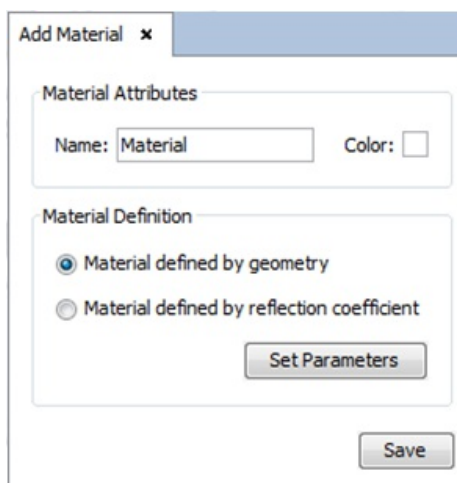 Add Material ×
Material Attributes
Name: Material Color:
Material Definition
Material defined by geometry
Material defined by reflection coefficient
Set Parameters
Save